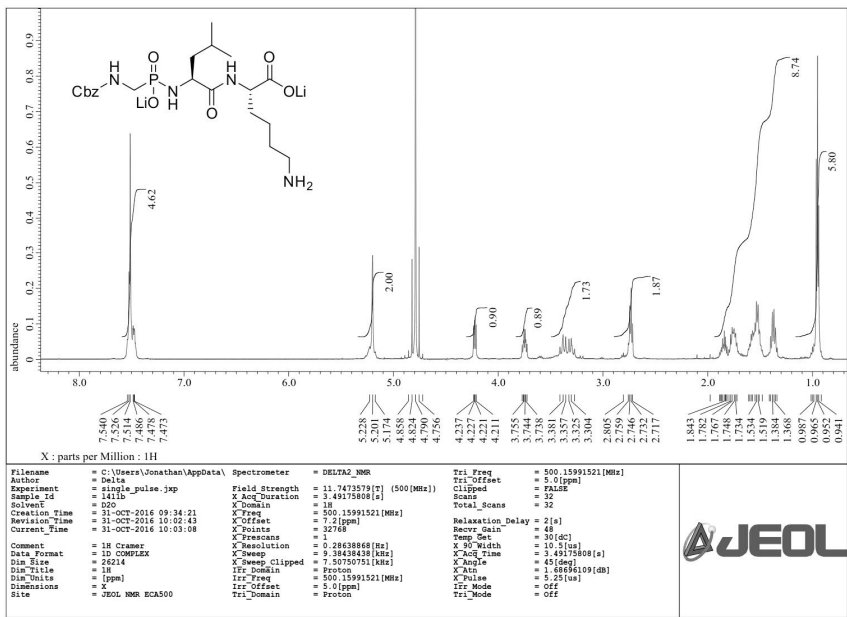 0.9
0.8
0.7
0.6
0.5
0.4
0.3
0.2
0.1
0
abundance
Cbz
HN
O
P
LiO
N
H
O
H
N
O
OLi
NH2
4.62
2.00
0.90
0.89
1.73
1.87
8.74
5.80
8.0 7.0 6.0 5.0 4.0 3.0 2.0 1.0
7.540 7.526 7.514 7.486 7.478 7.473 5.228 5.201 5.174 4.858 4.824 4.790 4.756 4.237 4.227 4.221 4.211 3.755 3.744 3.738 3.381 3.357 3.325 3.304 2.805 2.759 2.746 2.732 2.717 1.843 1.782 1.767 1.748 1.734 1.534 1.519 1.384 1.368 0.987 0.965 0.952 0.941
X : parts per Million : 1H
Filename = C:\Users\Jonathan\AppData\
Author = Delta
Experiment = single_pulse.jxp
Sample_Id = 1411b
Solvent = D2O
Creation_Time = 31-OCT-2016 09:34:21
Revision_Time = 31-OCT-2016 10:02:43
Current_Time = 31-OCT-2016 10:03:08
Comment = 1H Cramer
Data_Format = 1D COMPLEX
Dim_Size = 26214
Dim_Title = 1H
Dim_Units = [ppm]
Dimensions = X
Site = JEOL NMR ECA500
Spectrometer = DELTA2_NMR
Field_Strength = 11.7473579[T] (500[MHz])
X_Acq_Duration = 3.49175808[s]
X_Domain = 1H
X_Freq = 500.15991521[MHz]
X_Offset = 7.2[ppm]
X_Points = 32768
X_Prescans = 1
X_Resolution = 0.28638868[Hz]
X_Sweep = 9.38438438[kHz]
X_Sweep_Clipped = 7.50750751[kHz]
Irr_Domain = Proton
Irr_Freq = 500.15991521[MHz]
Irr_Offset = 5.0[ppm]
Tri_Domain = Proton
Tri_Freq = 500.15991521[MHz]
Tri_Offset = 5.0[ppm]
Clipped = FALSE
Scans = 32
Total_Scans = 32
Relaxation_Delay = 2[s]
Recvr_Gain = 48
Temp_Get = 30[dC]
X_90_Width = 10.5[us]
X_Acq_Time = 3.49175808[s]
X_Angle = 45[deg]
X_Atn = 1.68696109[dB]
X_Pulse = 5.25[us]
Irr_Mode = Off
Tri_Mode = Off
JEOL